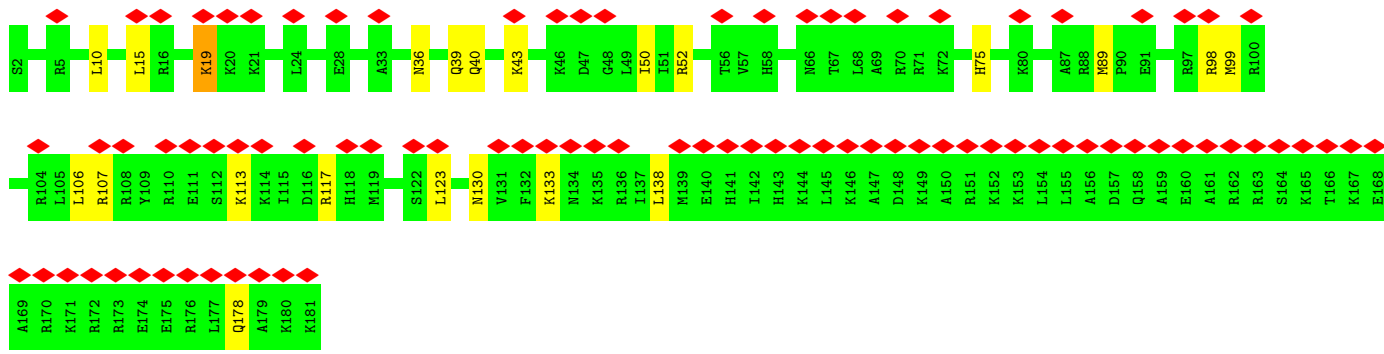 S2 R5 L10 L15 R16 K19 K20 K21 L24 E28 A33 N36 Q39 Q40 K43 K46 D47 G48 L49 I50 I51 R52 T56 V57 H58 N66 T67 L68 A69 R70 R71 K72 H75 K80 A87 R88 M89 P90 E91 R97 R98 M99 R100
R104 L105 L106 R107 R108 Y109 R110 E111 S112 K113 K114 I115 D116 R117 H118 M119 S122 L123 N130 V131 F132 K133 N134 K135 R136 I137 L138 M139 E140 H141 I142 H143 K144 L145 K146 A147 D148 K149 A150 R151 K152 K153 L154 L155 A156 D157 Q158 A159 E160 A161 R162 R163 S164 K165 T166 K167 E168
A169 R170 K171 R172 R173 E174 E175 R176 L177 Q178 A179 K180 K181